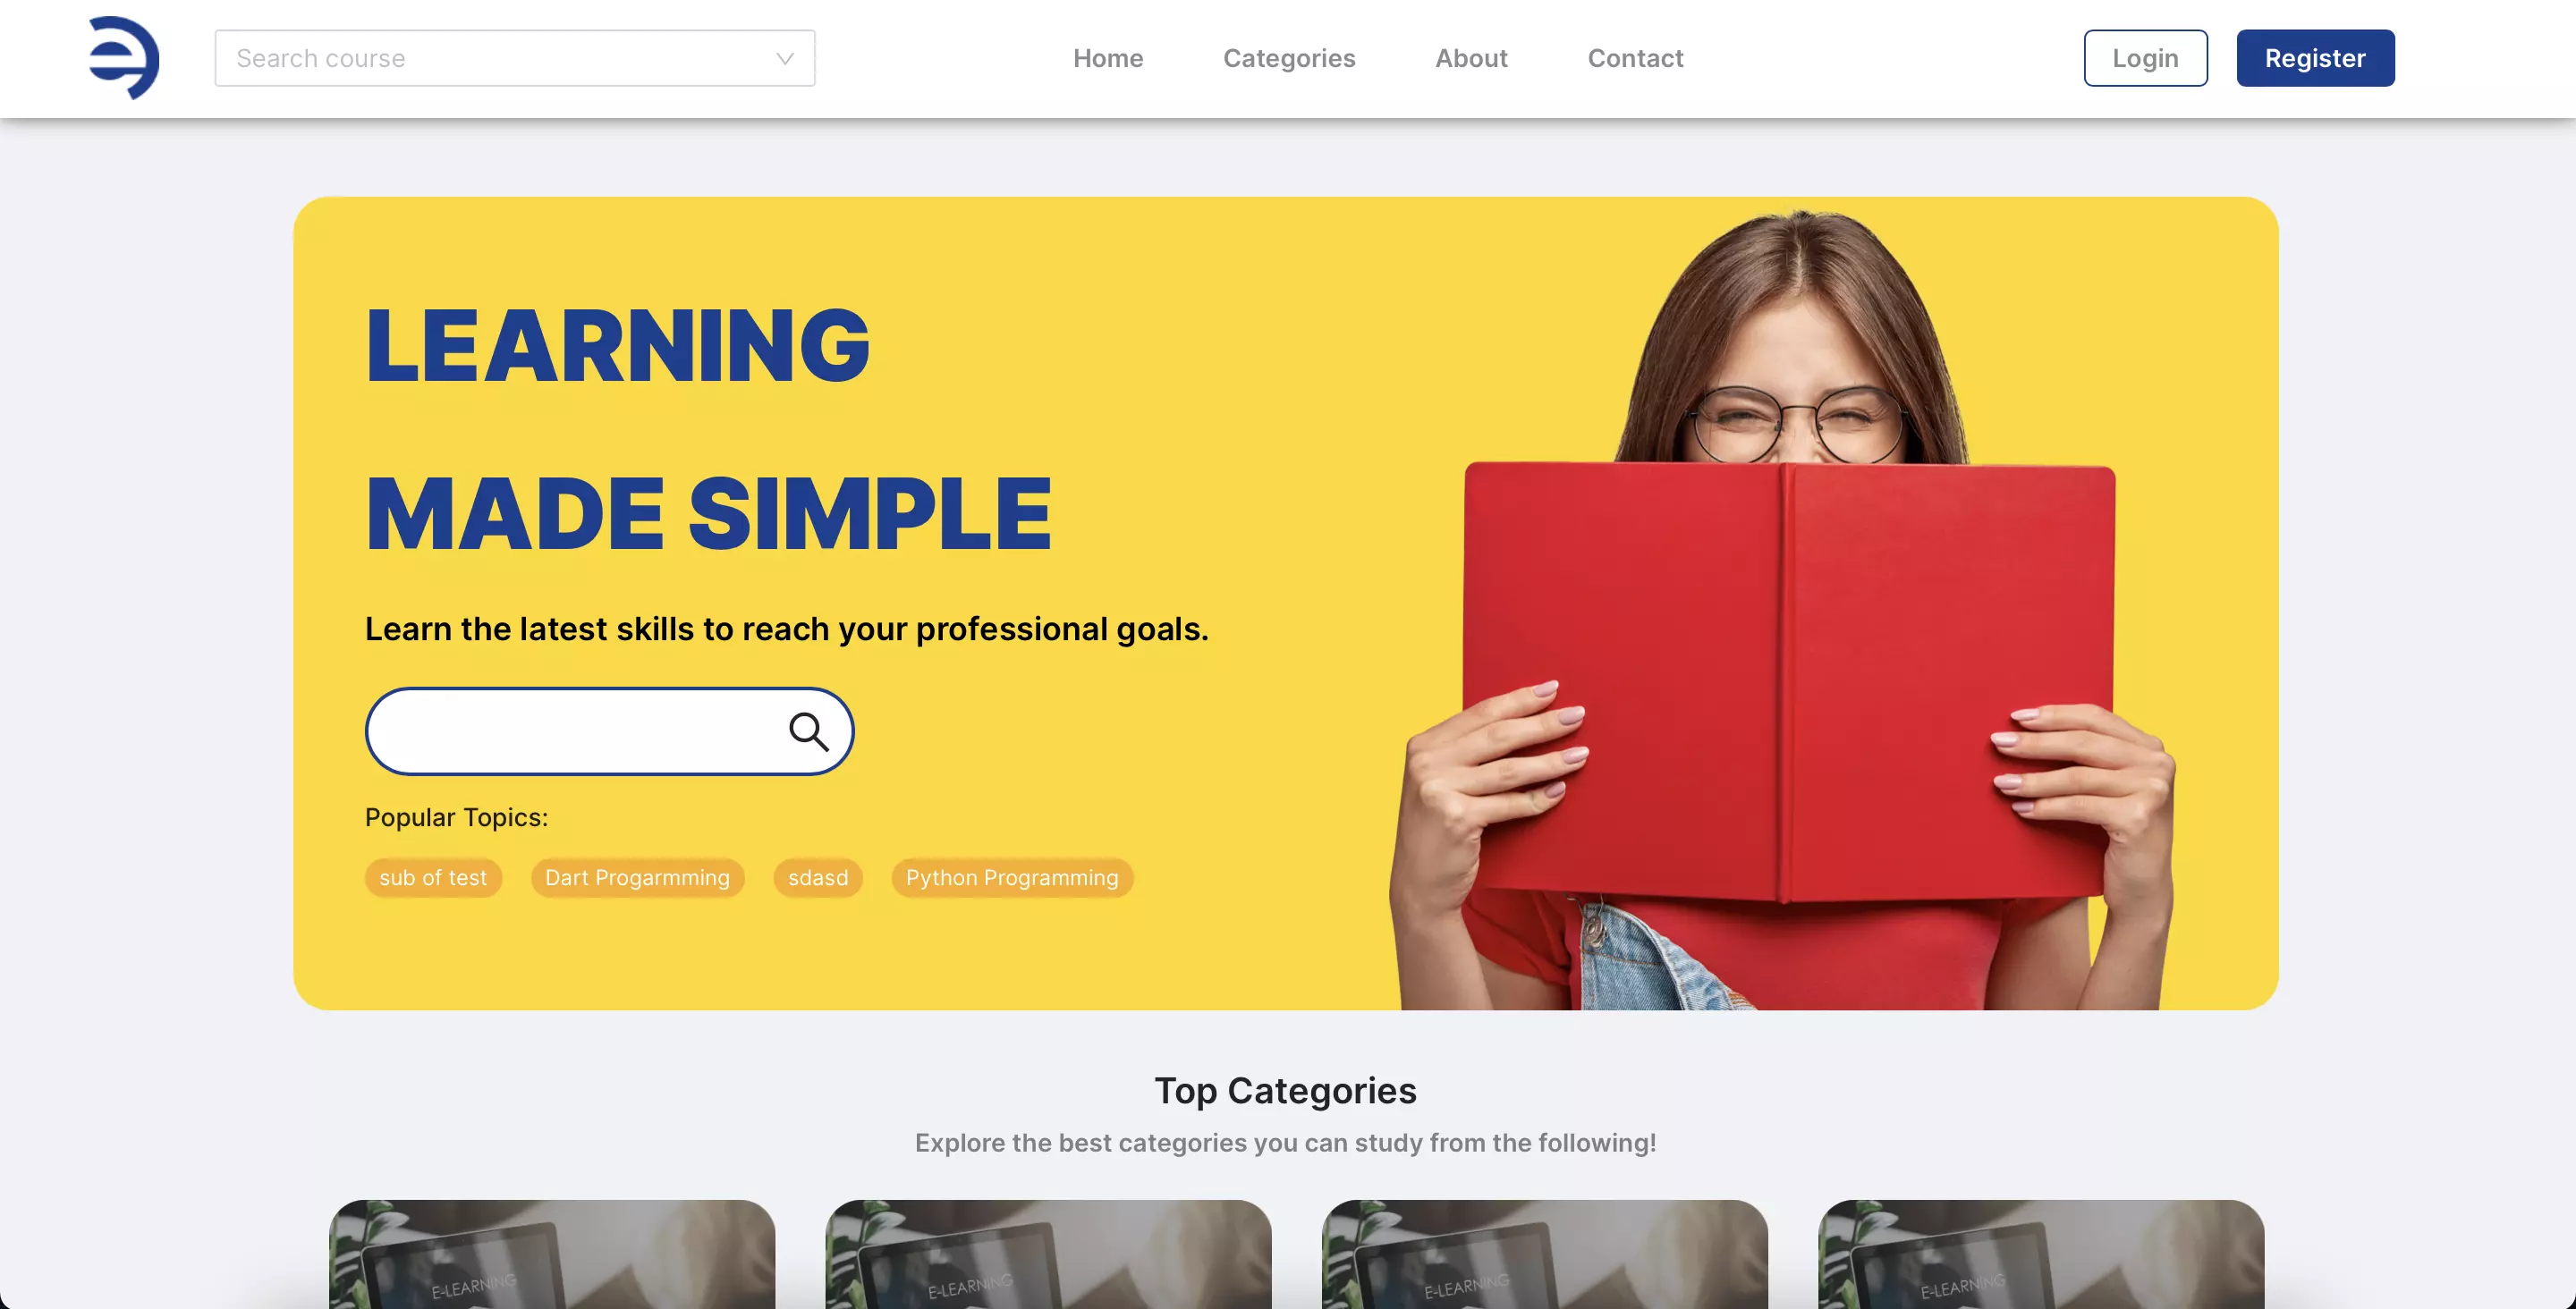 Search course
Home
Categories
About
Contact
Login
Register
LEARNING
MADE SIMPLE
Learn the latest skills to reach your professional goals.
Popular Topics:
sub of test
Dart Progarmming
sdasd
Python Programming
Top Categories
Explore the best categories you can study from the following!
E-LEARNING
E-LEARNING
E-LEARNING
E-LEARNING